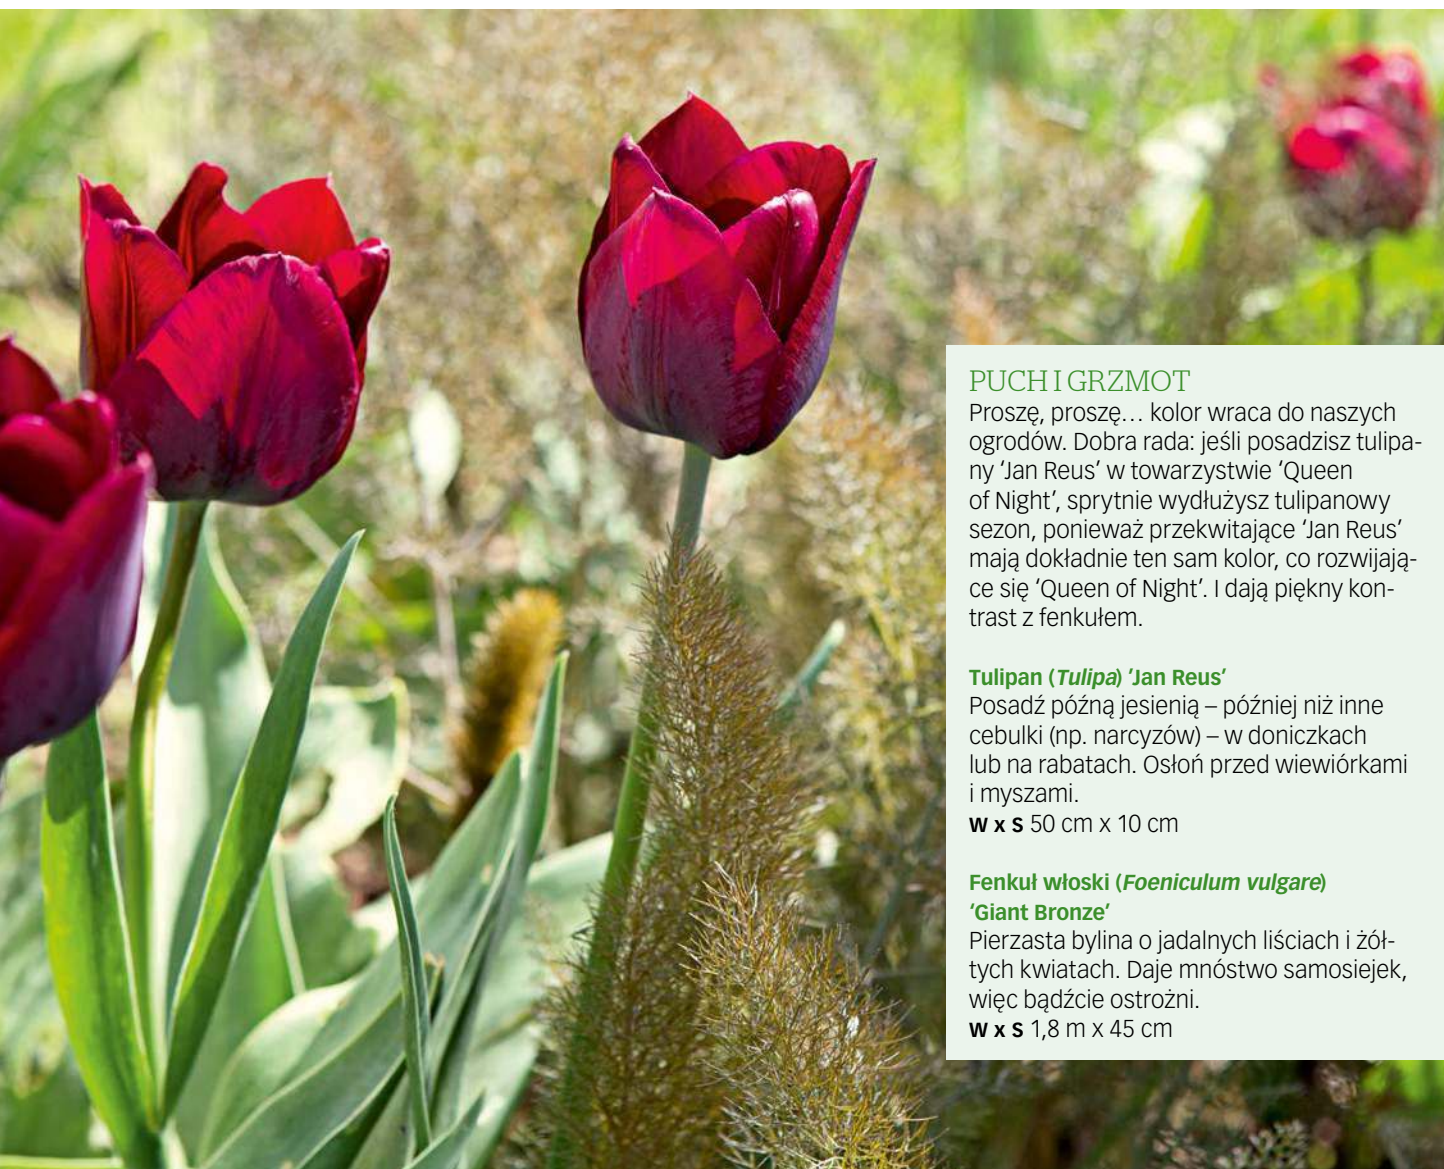 PUCH I GRZMOT
Proszę, proszę… kolor wraca do naszych
ogrodów. Dobra rada: jeśli posadzisz tulipa-
ny ‘Jan Reus’ w towarzystwie ‘Queen
of Night’, sprytnie wydłużysz tulipanowy
sezon, ponieważ przekwitające ‘Jan Reus’
mają dokładnie ten sam kolor, co rozwijają-
ce się ‘Queen of Night’. I dają piękny kon-
trast z fenkułem.
Tulipan (Tulipa) ‘Jan Reus’
Posadź późną jesienią – później niż inne
cebulki (np. narcyzów) – w doniczkach
lub na rabatach. Osłoń przed wiewiórkami
i myszami.
W x S 50 cm x 10 cm
Fenkuł włoski (Foeniculum vulgare)
‘Giant Bronze’
Pierzasta bylina o jadalnych liściach i żół-
tych kwiatach. Daje mnóstwo samosiejek,
więc bądźcie ostrożni.
W x S 1,8 m x 45 cm